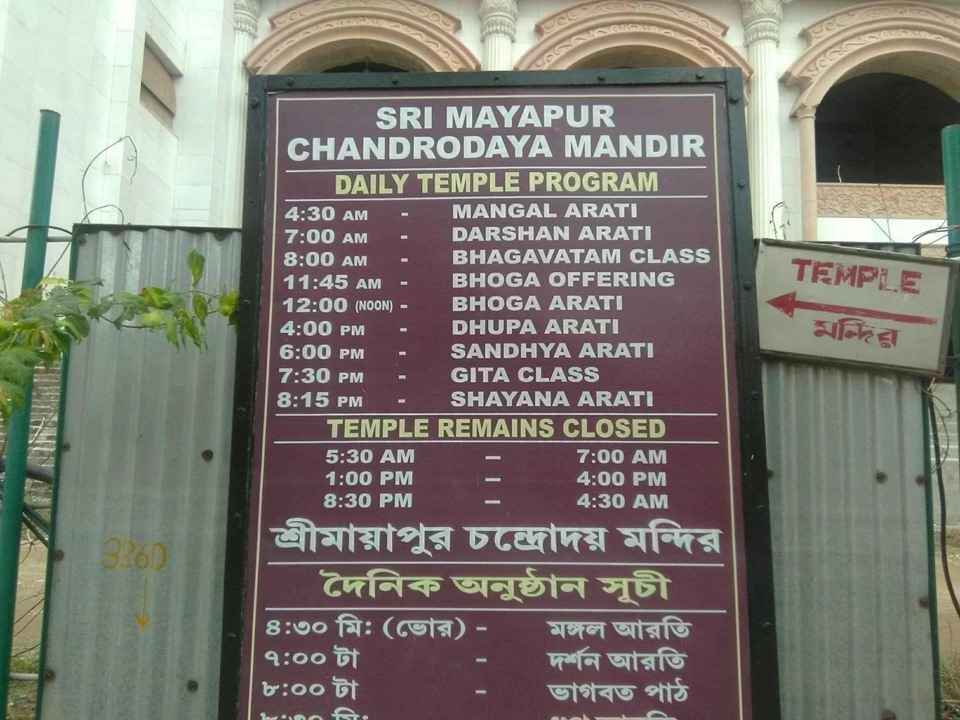 SRI MAYAPUR
CHANDRODAYA MANDIR
DAILY TEMPLE PROGRAM
4:30 AM - MANGAL ARATI
7:00 AM - DARSHAN ARATI
8:00 AM - BHAGAVATAM CLASS
11:45 AM - BHOGA OFFERING
12:00 (NOON) - BHOGA ARATI
4:00 PM - DHUPA ARATI
6:00 PM - SANDHYA ARATI
7:30 PM - GITA CLASS
8:15 PM - SHAYANA ARATI
TEMPLE REMAINS CLOSED
5:30 AM – 7:00 AM
1:00 PM – 4:00 PM
8:30 PM – 4:30 AM
শ্রীমায়াপুর চন্দ্রোদয় মন্দির
দৈনিক অনুষ্ঠান সূচী
৪:৩০ মি: (ভোর) - মঙ্গল আরতি
৭:০০ টা - দর্শন আরতি
৮:০০ টা - ভাগবত পাঠ
TEMPLE
মন্দির